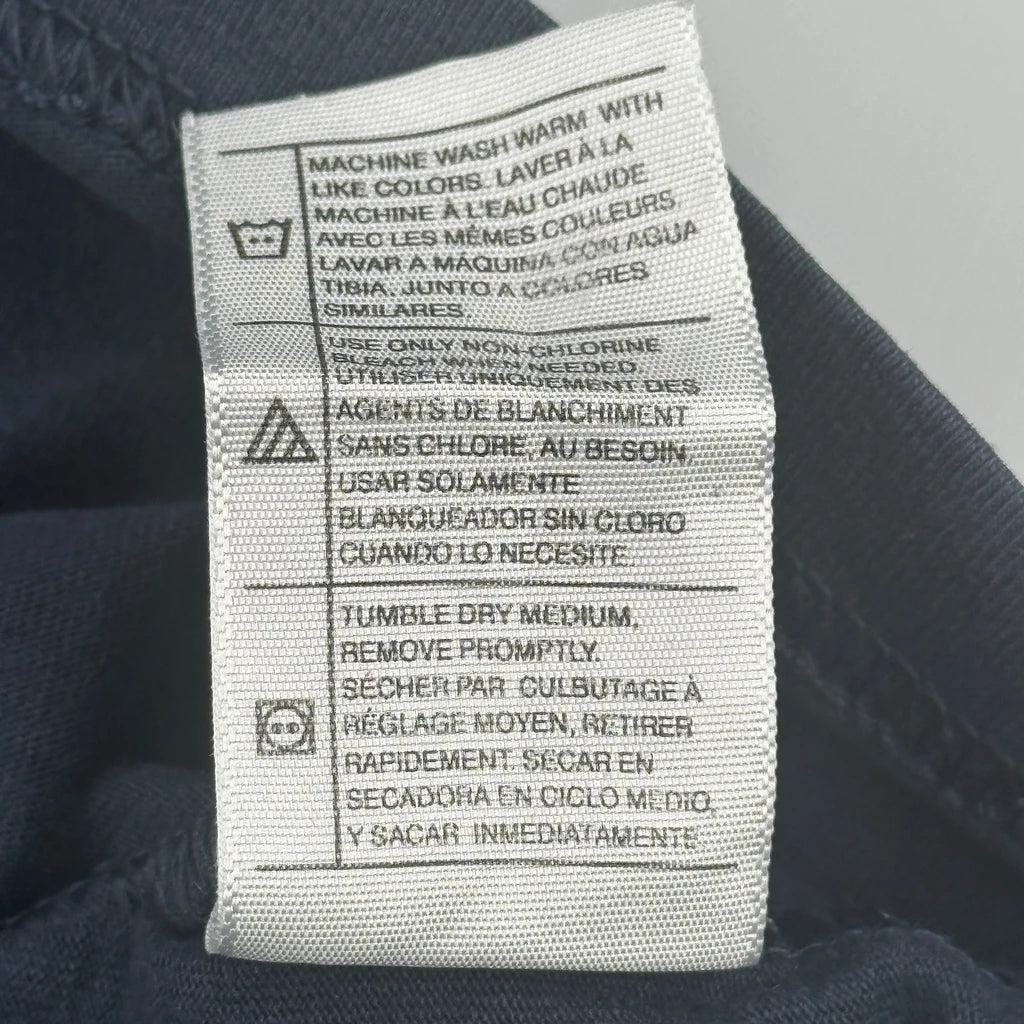 MACHINE WASH WARM WITH
LIKE COLORS. LAVER À LA
MACHINE À L'EAU CHAUDE
AVEC LES MÊMES COULEURS
LAVAR A MÁQUINA CON AGUA
TIBIA, JUNTO A COLORES
SIMILARES.
USE ONLY NON-CHLORINE
BLEACH WHEN NEEDED.
UTILISER UNIQUEMENT DES
AGENTS DE BLANCHIMENT
SANS CHLORE, AU BESOIN,
USAR SOLAMENTE
BLANQUEADOR SIN CLORO
CUANDO LO NECESITE.
TUMBLE DRY MEDIUM,
REMOVE PROMPTLY.
SÉCHER PAR CULBUTAGE À
RÉGLAGE MOYEN, RETIRER
RAPIDEMENT. SECAR EN
SECADORA EN CICLO MEDIO,
Y SACAR INMEDIATAMENTE